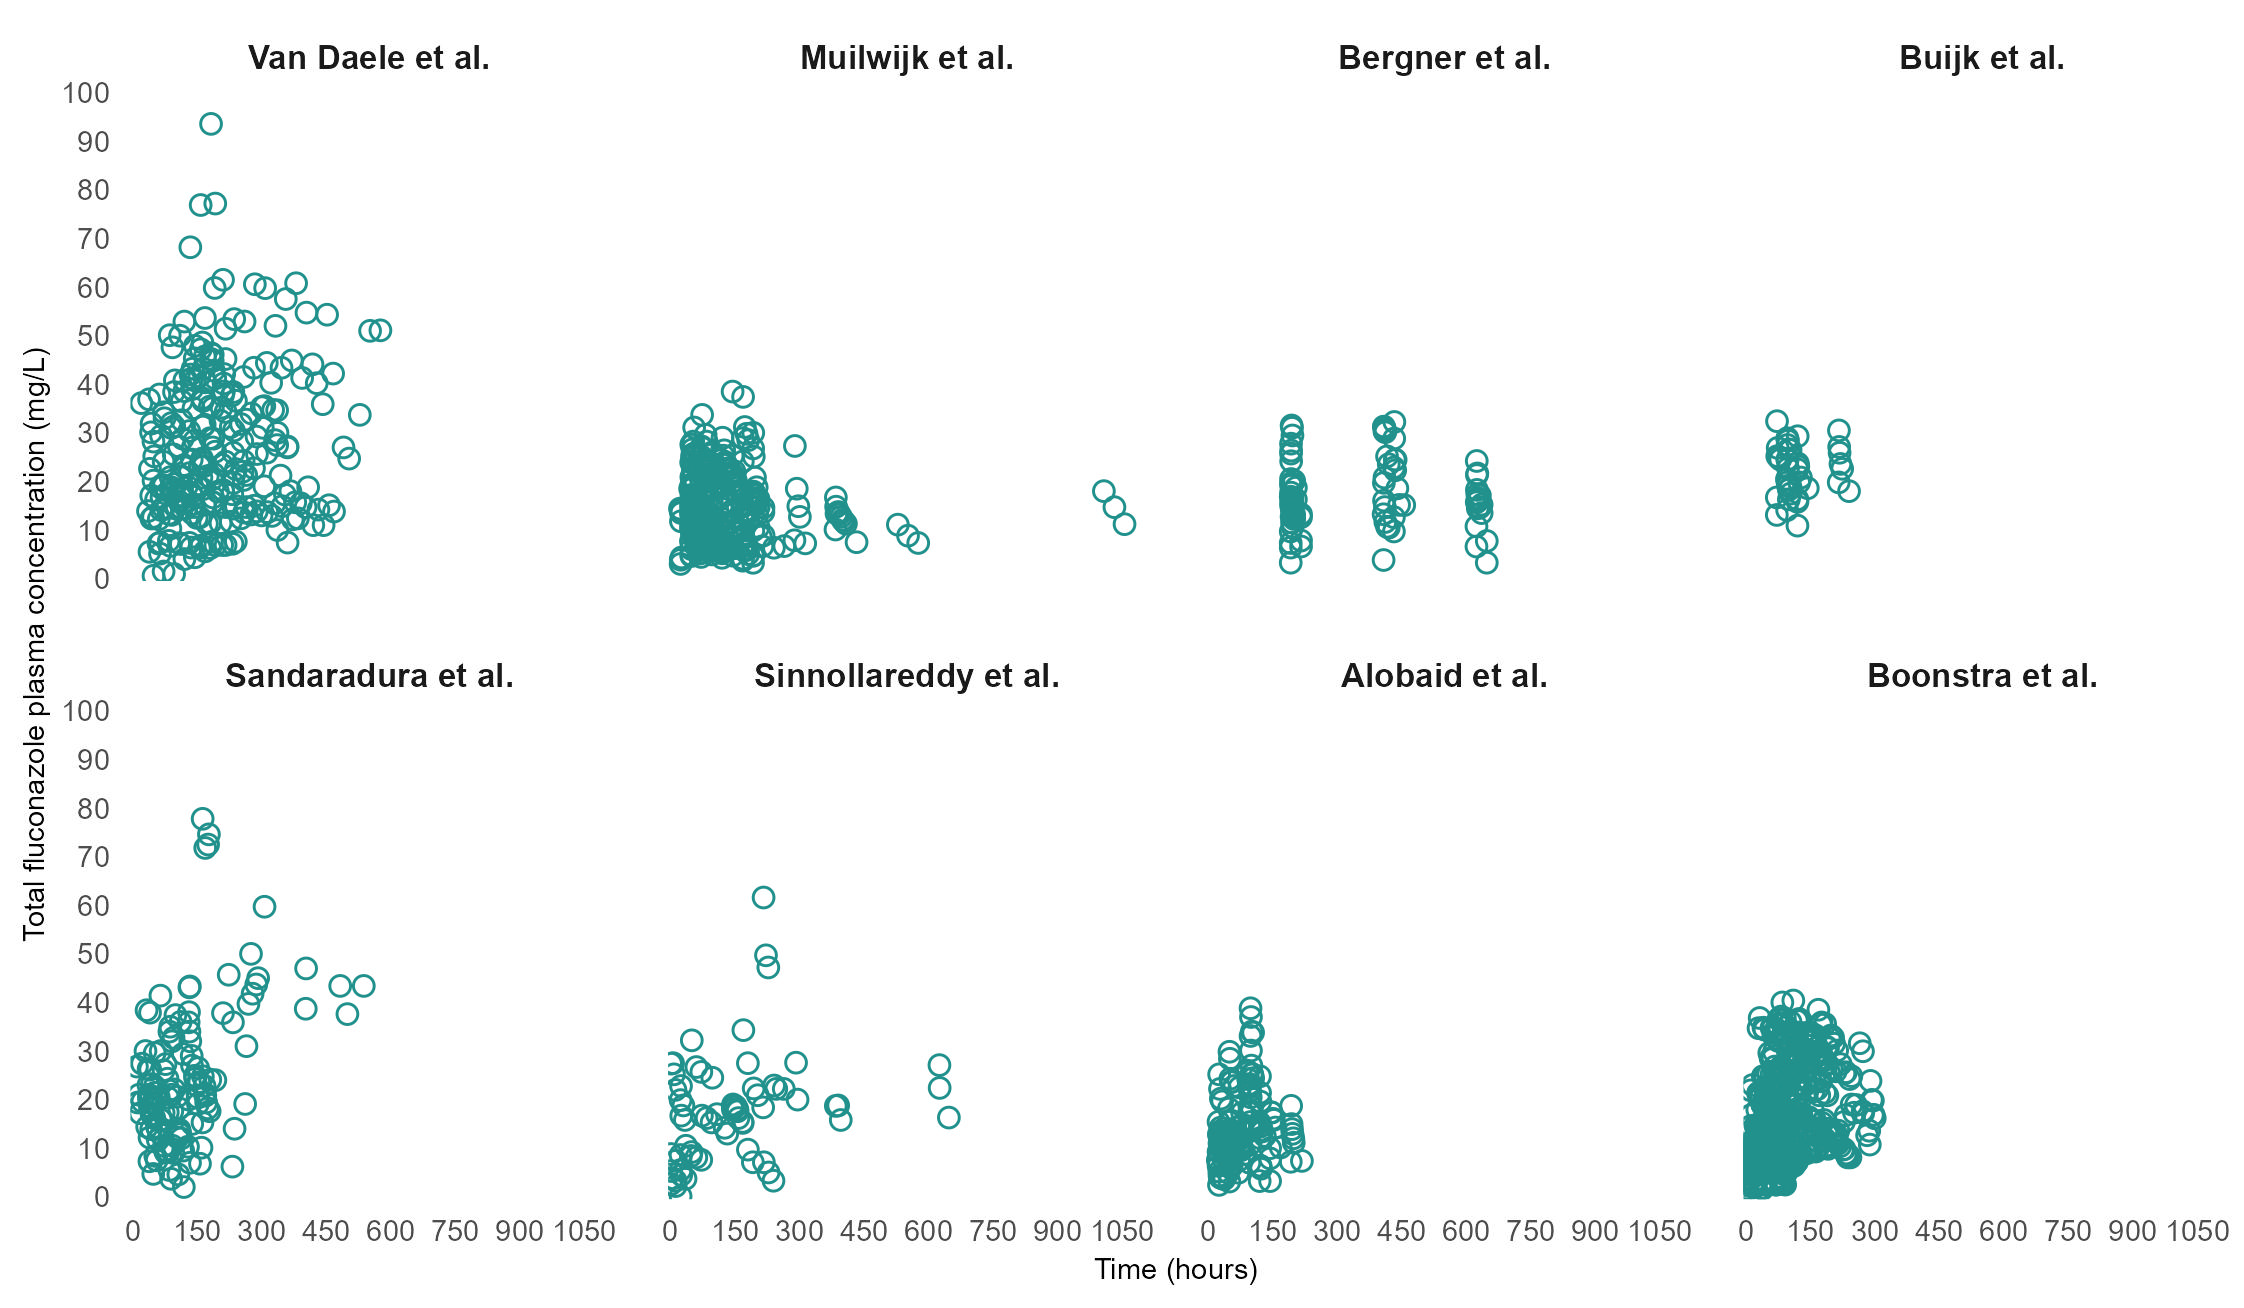 Van Daele et al.
Muilwijk et al.
Bergner et al.
Buijk et al.
100
90
80
70
60
50
40
30
20
10
0
Total fluconazole plasma concentration (mg/L)
Sandaradura et al.
Sinnollareddy et al.
Alobaid et al.
Boonstra et al.
100
90
80
70
60
50
40
30
20
10
0
0 150 300 450 600 750 900 1050
0 150 300 450 600 750 900 1050
0 150 300 450 600 750 900 1050
0 150 300 450 600 750 900 1050
Time (hours)